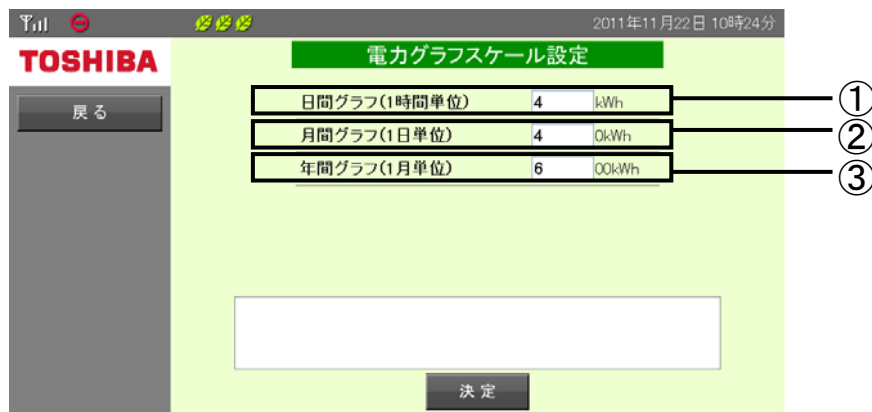 2011年11月22日 10時24分
TOSHIBA
電力グラフスケール設定
戻る
日間グラフ(1時間単位) 4 kWh ①
月間グラフ(1日単位) 4 0kWh ②
年間グラフ(1月単位) 6 00kWh ③
決定